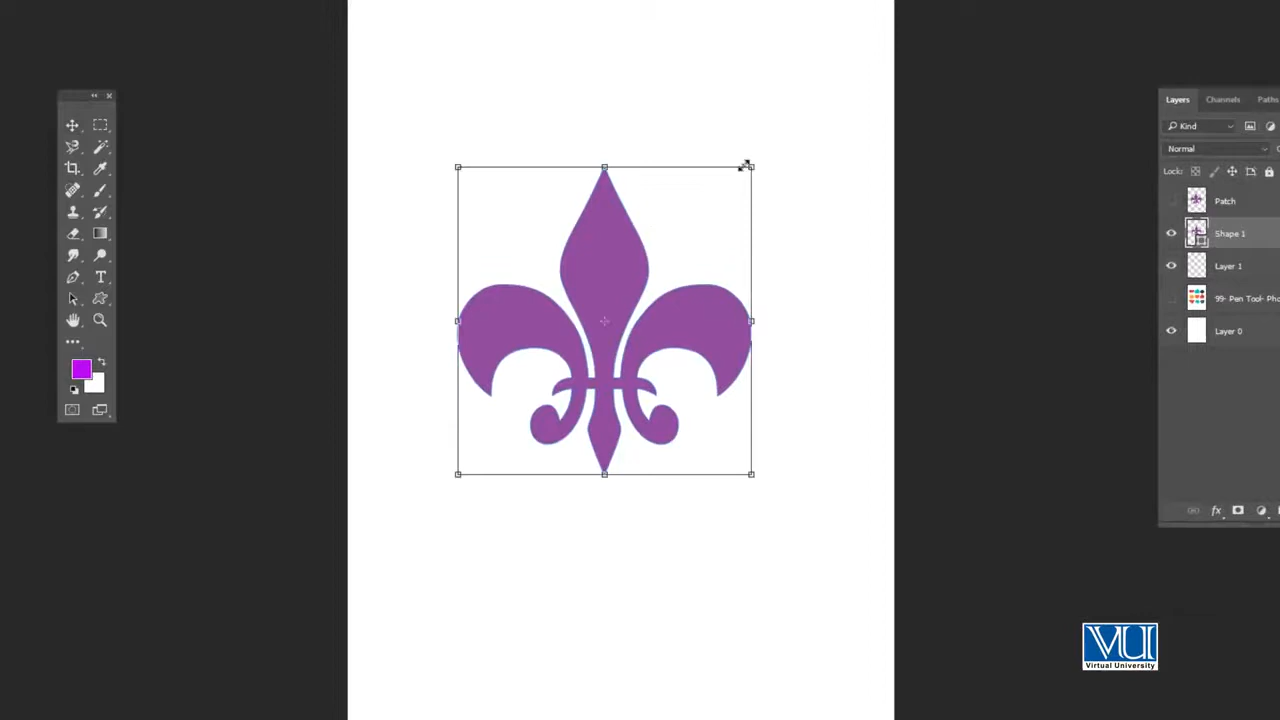 Layers Channels Paths
Kind
Normal
Lock:
Patch
Shape 1
Layer 1
99- Pen Tool- Pho
Layer 0
fx
VU
Virtual University